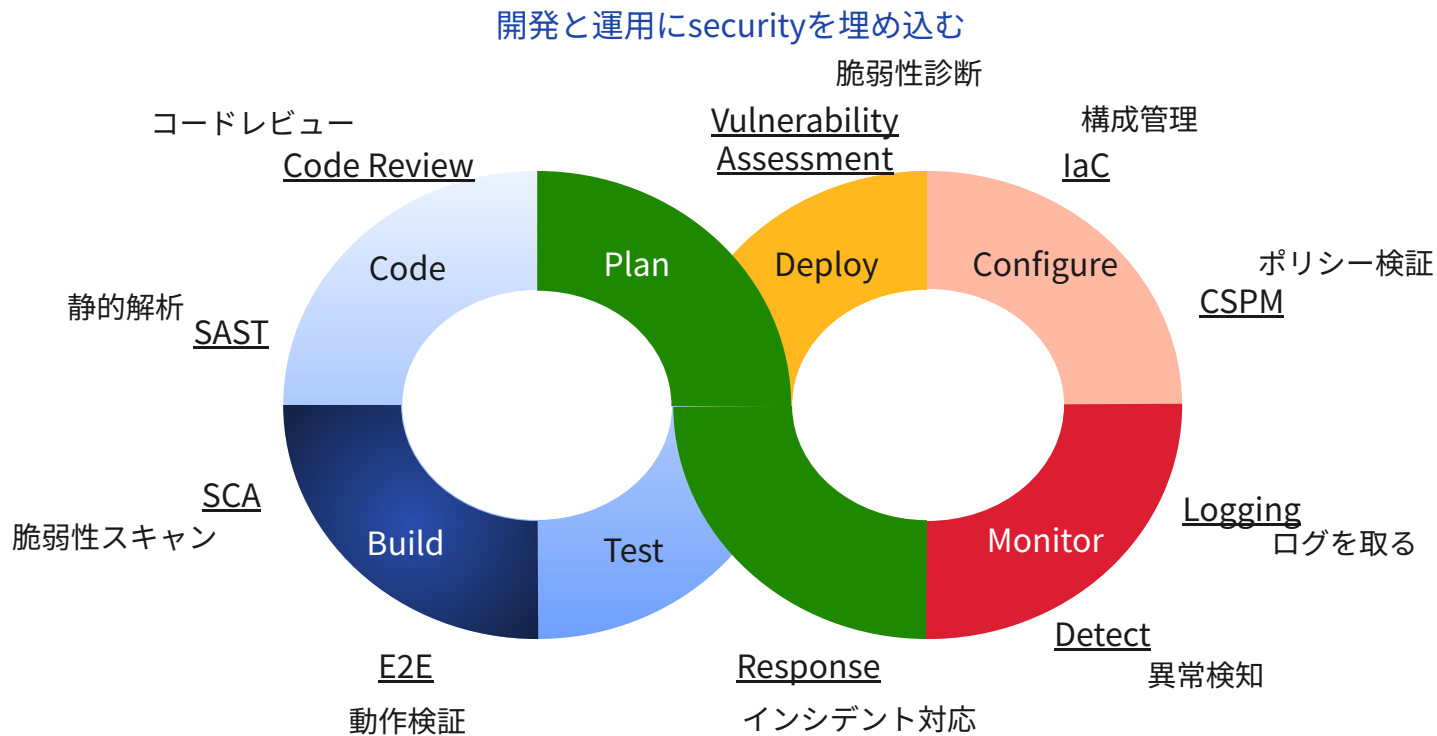 開発と運用にsecurityを埋め込む
脆弱性診断
Vulnerability
Assessment
コードレビュー
Code Review
構成管理
IaC
Code
Plan
Deploy
Configure
ポリシー検証
CSPM
静的解析
SAST
SCA
脆弱性スキャン
Build
Test
Monitor
Logging
ログを取る
Detect
異常検知
E2E
動作検証
Response
インシデント対応